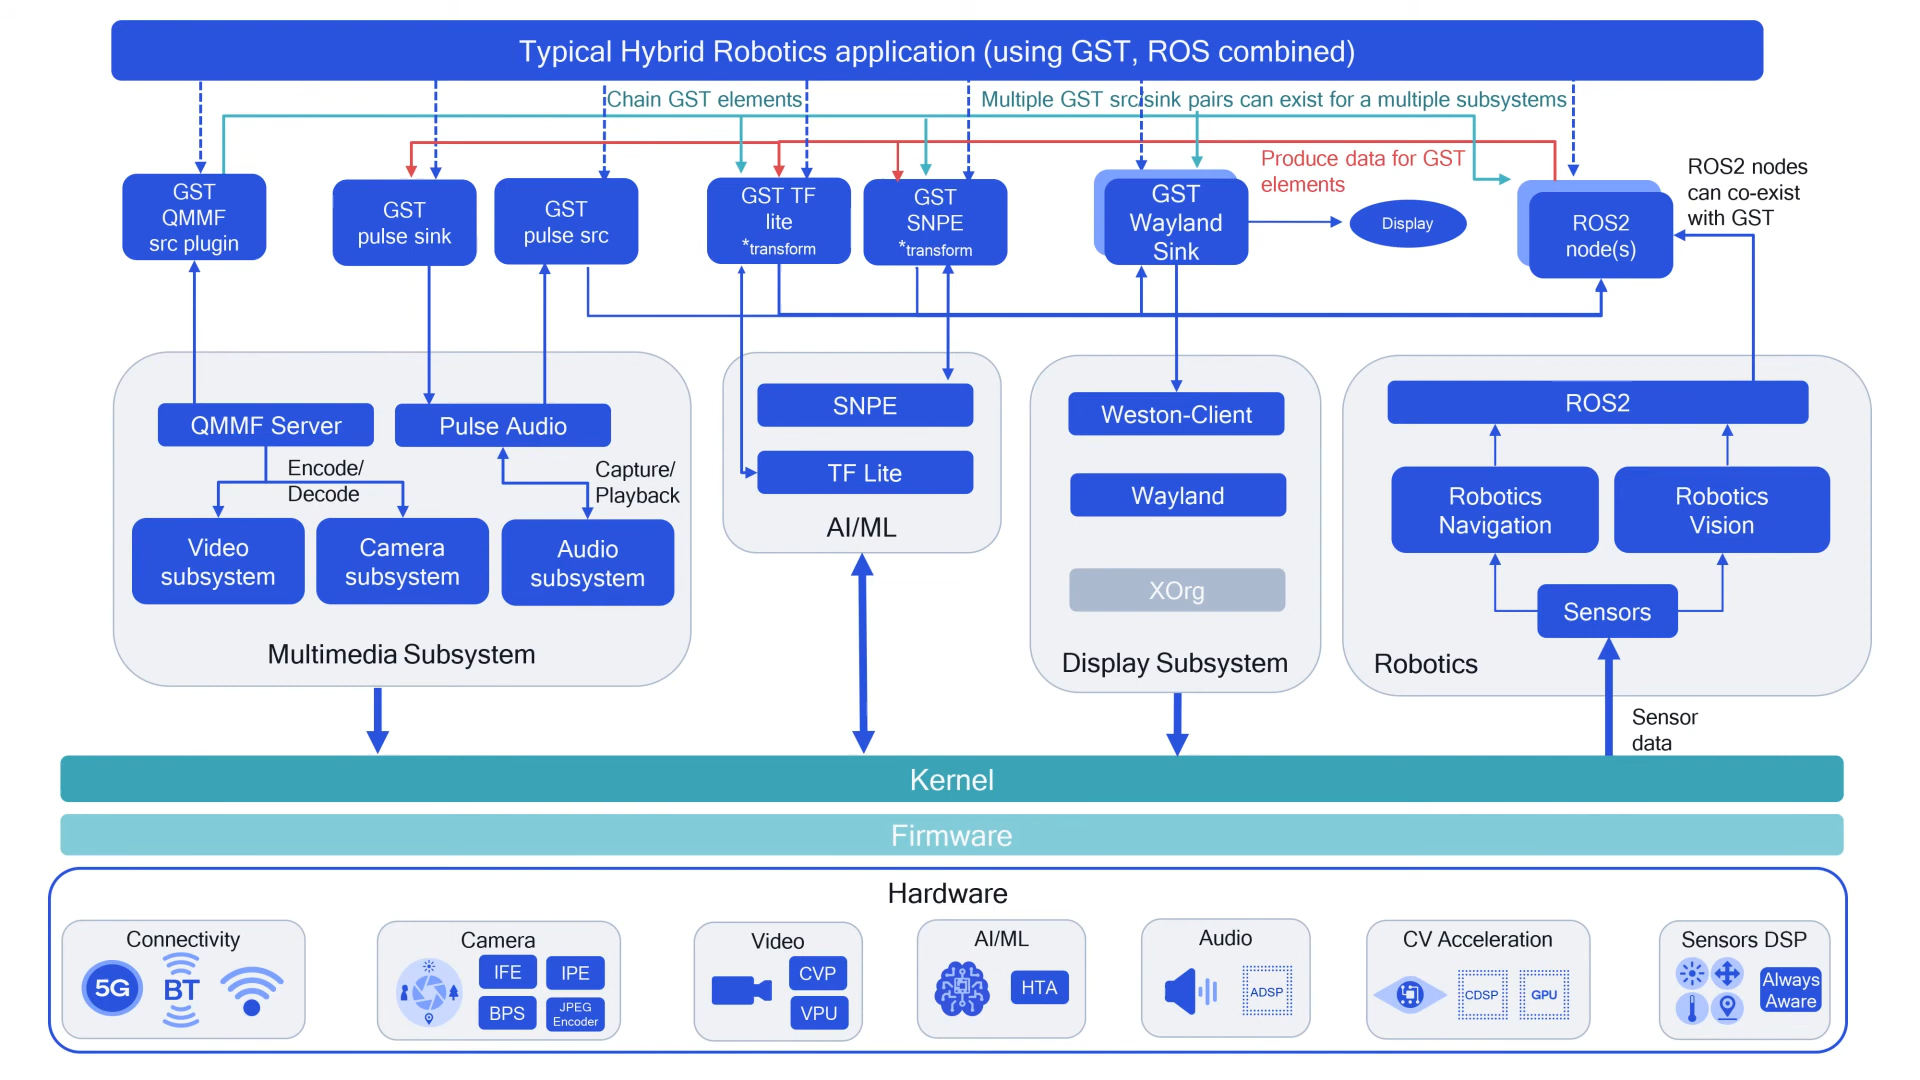 Typical Hybrid Robotics application (using GST, ROS combined)
Chain GST elements
Multiple GST src/sink pairs can exist for a multiple subsystems
Produce data for GST
elements
ROS2 nodes
can co-exist
with GST
GST
QMMF
src plugin
GST
pulse sink
GST
pulse src
GST TF
lite
*transform
GST
SNPE
*transform
GST
Wayland
Sink
Display
ROS2
node(s)
QMMF Server
Pulse Audio
Encode/
Decode
Capture/
Playback
Video
subsystem
Camera
subsystem
Audio
subsystem
Multimedia Subsystem
SNPE
TF Lite
AI/ML
Weston-Client
Wayland
XOrg
Display Subsystem
ROS2
Robotics
Navigation
Robotics
Vision
Sensors
Robotics
Sensor
data
Kernel
Firmware
Hardware
Connectivity
5G
BT
Camera
IFE
IPE
BPS
JPEG
Encoder
Video
CVP
VPU
AI/ML
HTA
Audio
ADSP
CV Acceleration
CDSP
GPU
Sensors DSP
Always
Aware